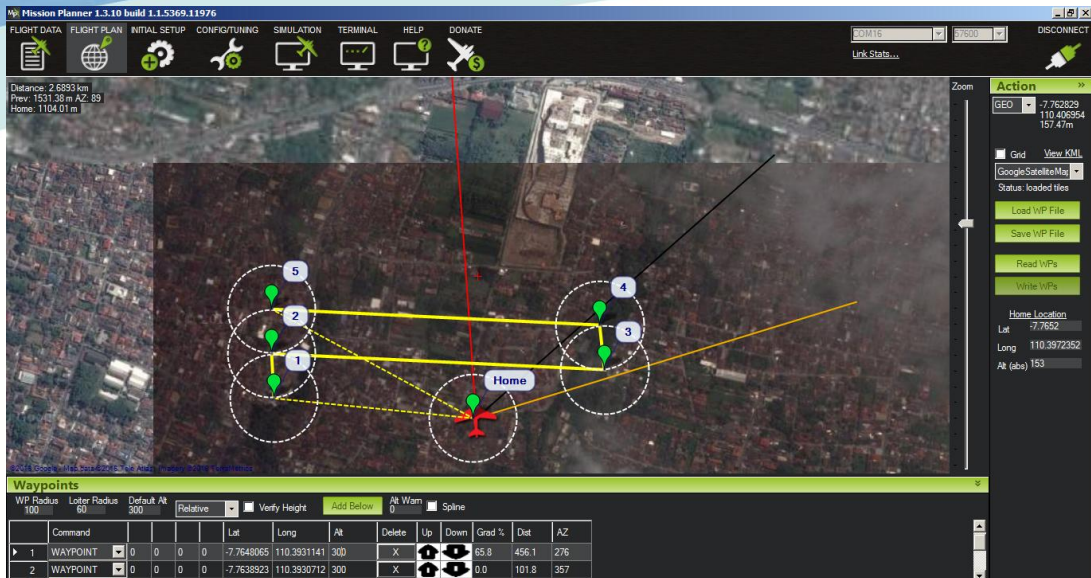 Mission Planner 1.3.10 build 1.1.5369.11976
FLIGHT DATA FLIGHT PLAN INITIAL SETUP CONFIG/TUNING SIMULATION TERMINAL HELP DONATE
COM16 57600 DISCONNECT
Link Stats...
Distance: 2.6893 km
Prev: 1531.38 m AZ: 89
Home: 1104.01 m
Zoom
Action
GEO -7.762829
110.406954
157.47m
Grid View KML
GoogleSatelliteMap
Status: loaded tiles
Load WP File
Save WP File
Read WPs
Write WPs
Home Location
Lat -7.7652
Long 110.3972352
Alt (abs) 153
5
4
2
3
1
Home
Waypoints
WP Radius Loiter Radius Default Alt Alt Warn
100 60 300 Relative Verify Height Add Below 0 Spline
Command Lat Long Alt Delete Up Down Grad % Dist AZ
1 WAYPOINT 0 0 0 0 -7.7648065 110.3931141 300 X 65.8 456.1 276
2 WAYPOINT 0 0 0 0 -7.7638923 110.3930712 300 X 0.0 101.8 357